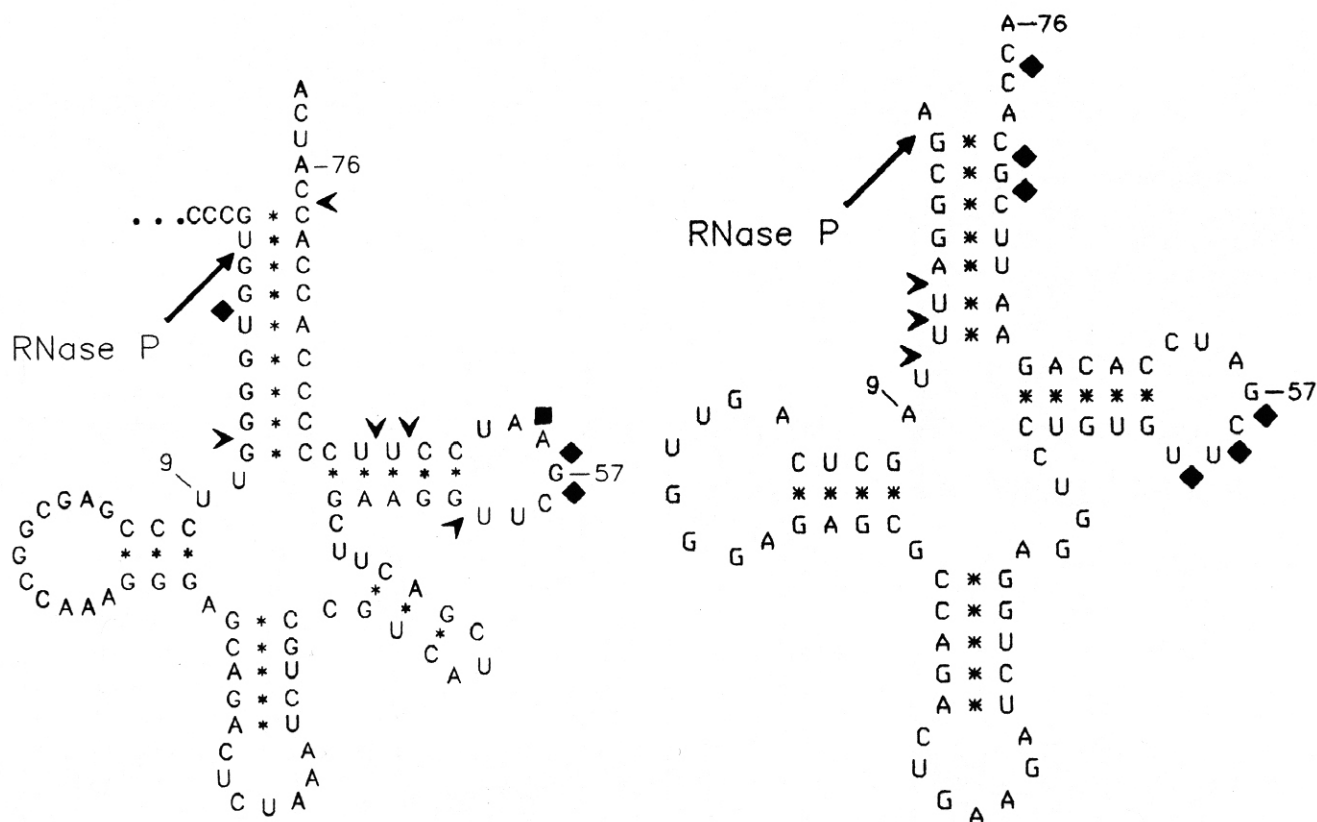 A
C
U
A–76
C
. . .CCCG * C
U * A
G * C
G * C
U * A
RNase P
G * C
G * C
G * C
G * C
U
9
U
C U U C C
* * * * *
G A A G G
U A A
G–57
C U U
C C C
* * *
G G G
G A G C G G C C A A A
A
G * C
C * G
A * U
G * C
A * U
C U C U A A A
C
U
U
C A G
* * *
C G U C
C U U A
A–76
C
C
A
A
G * C
C * G
G * C
G * U
A * U
U * A
U * A
RNase P
U
9
A
G A C A C
* * * * *
C U G U G
C U A
G–57
C U U
C U C G
* * * *
G A G C
A G U U G G G
G
C * G
C * G
A * U
G * C
A * U
C U G A A G A
C
U
G
G
A